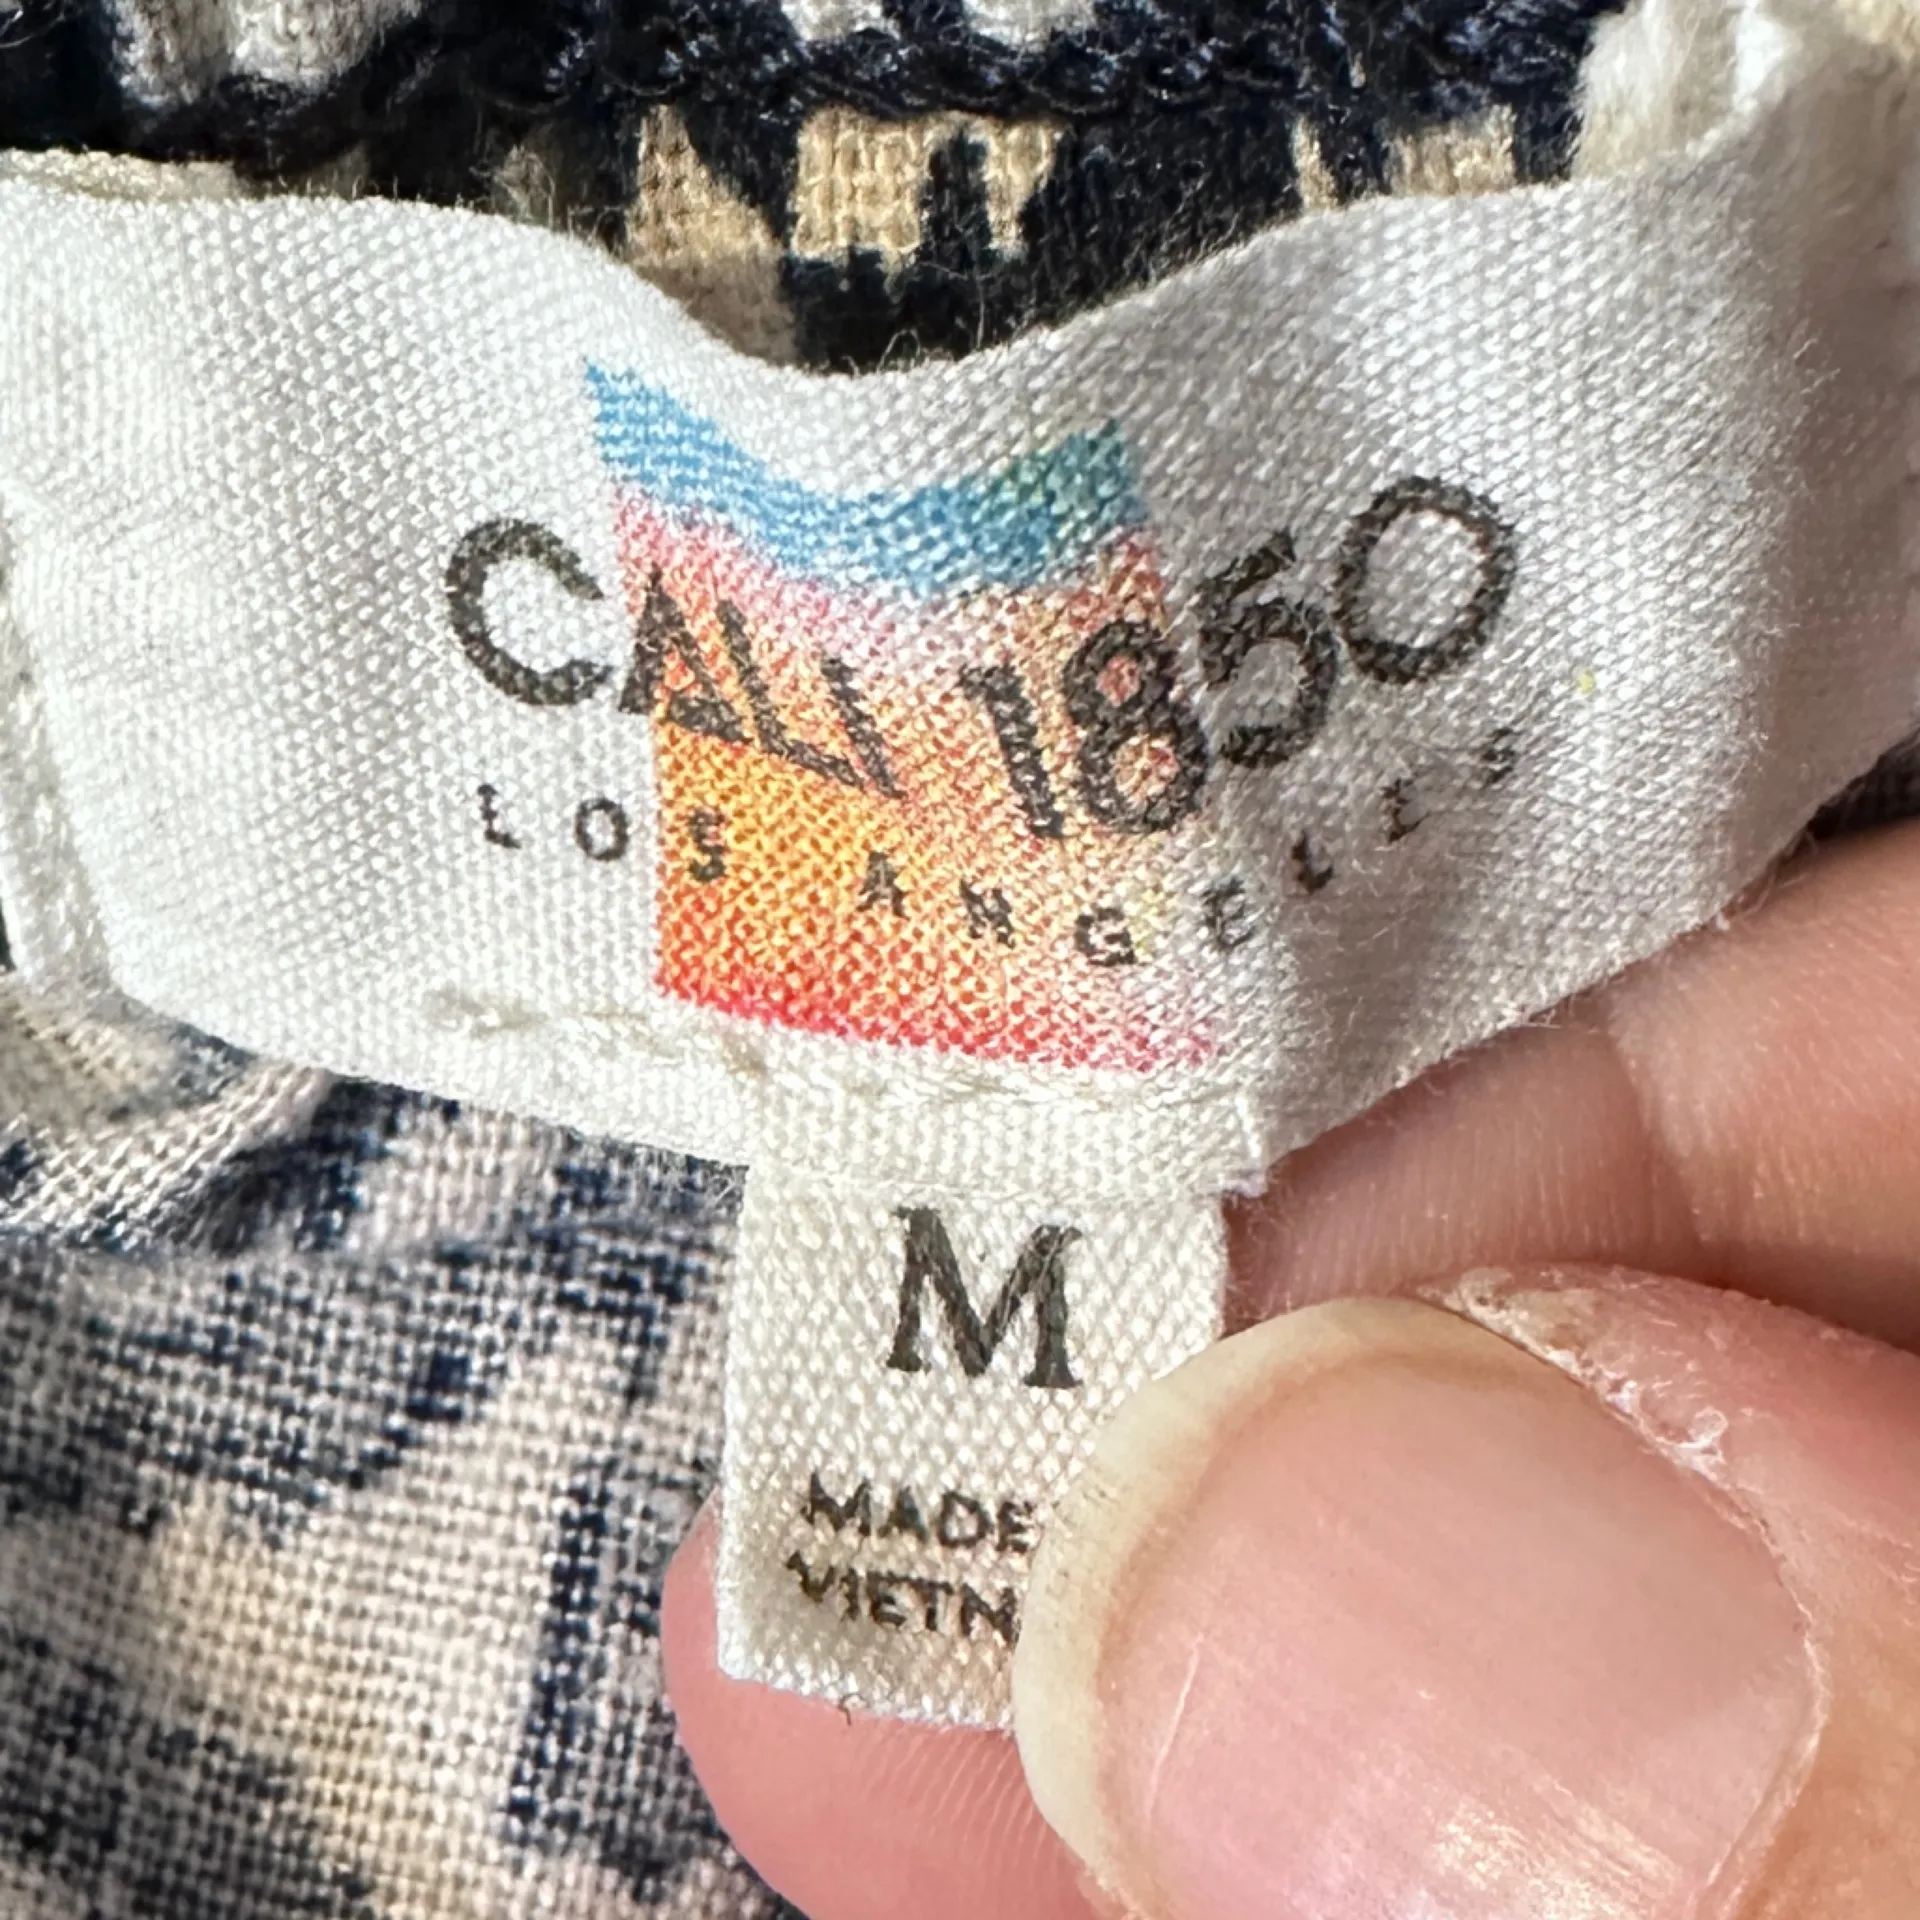 CALI 1850
LOS ANGELES
M
MADE
VIETN